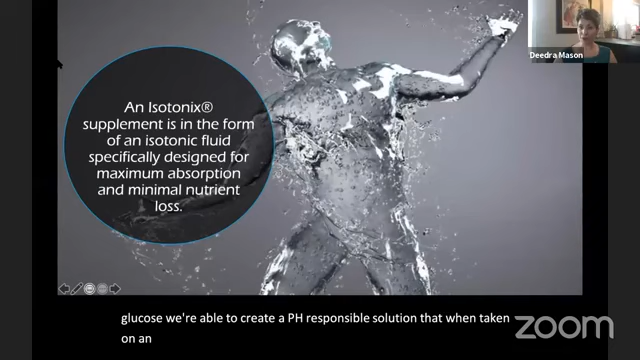 Deedra Mason
An Isotonix®
supplement is in the form
of an isotonic fluid
specifically designed for
maximum absorption
and minimal nutrient
loss.
glucose we're able to create a PH responsible solution that when taken
on an
zoom